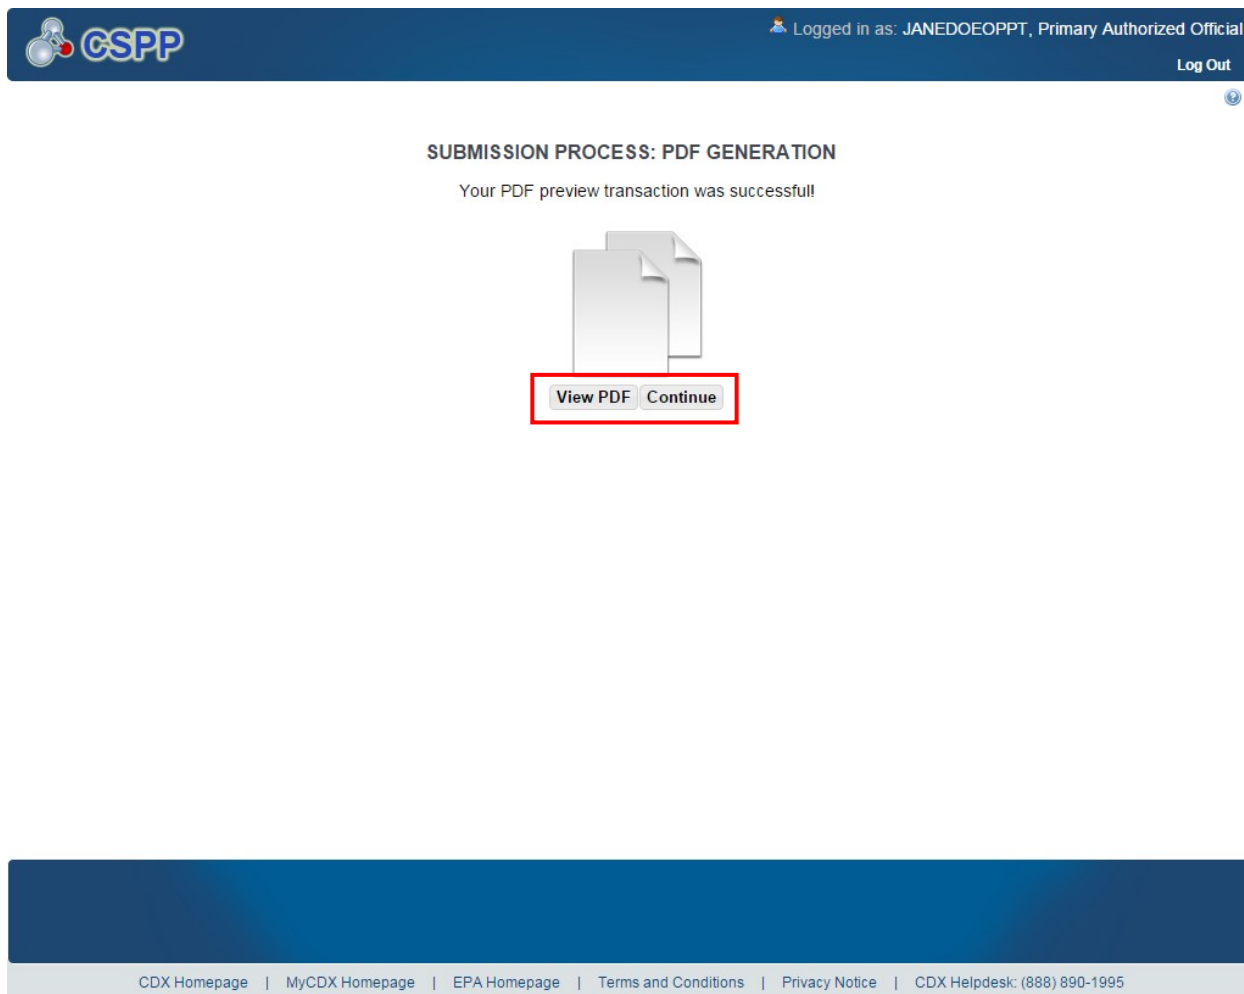 CSPP
Logged in as: JANEDOEOPPT, Primary Authorized Official
Log Out
SUBMISSION PROCESS: PDF GENERATION
Your PDF preview transaction was successful!
View PDF Continue
CDX Homepage | MyCDX Homepage | EPA Homepage | Terms and Conditions | Privacy Notice | CDX Helpdesk: (888) 890-1995